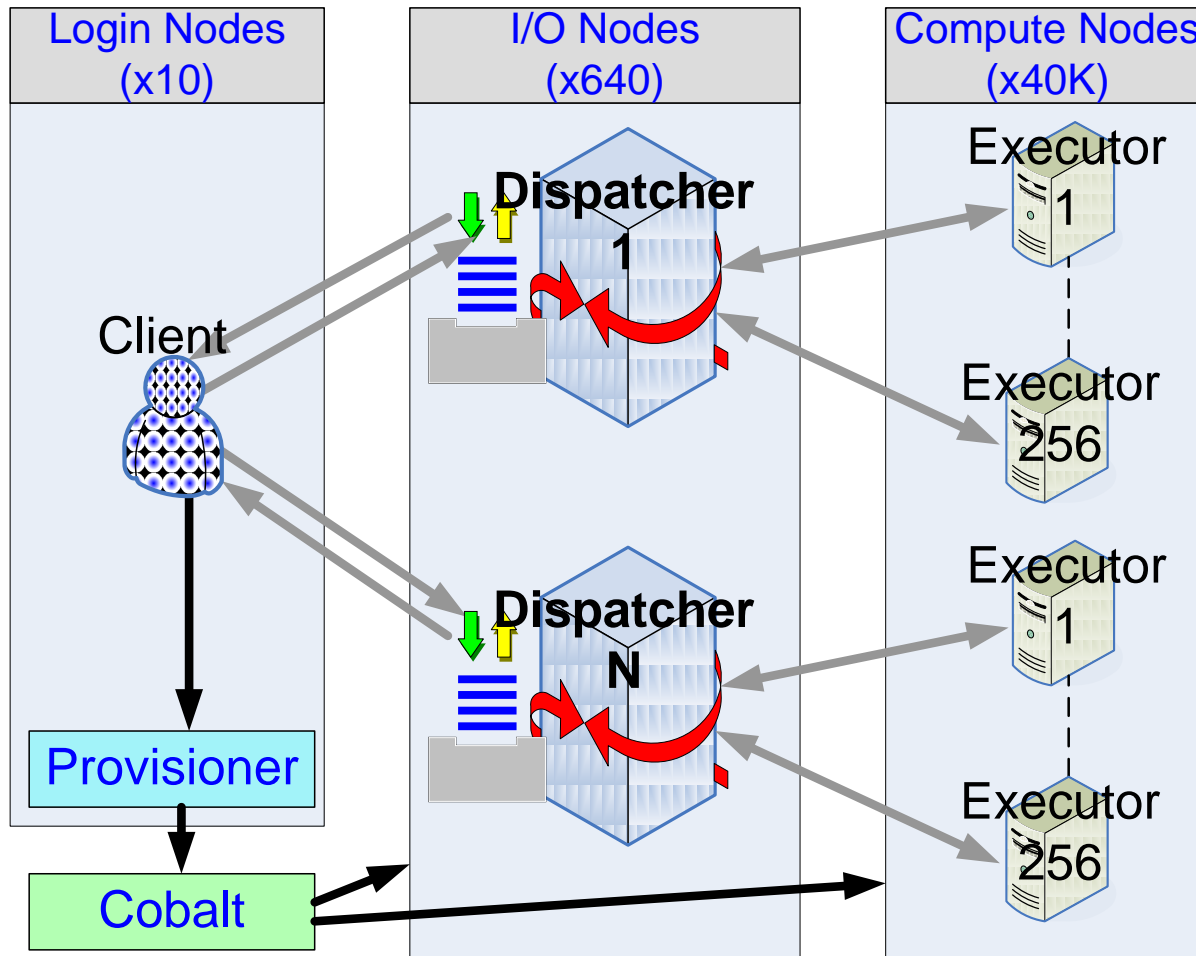 Login Nodes
(x10)
I/O Nodes
(x640)
Compute Nodes
(x40K)
Client
Provisioner
Cobalt
Dispatcher
1
Dispatcher
N
Executor
1
Executor
256
Executor
1
Executor
256